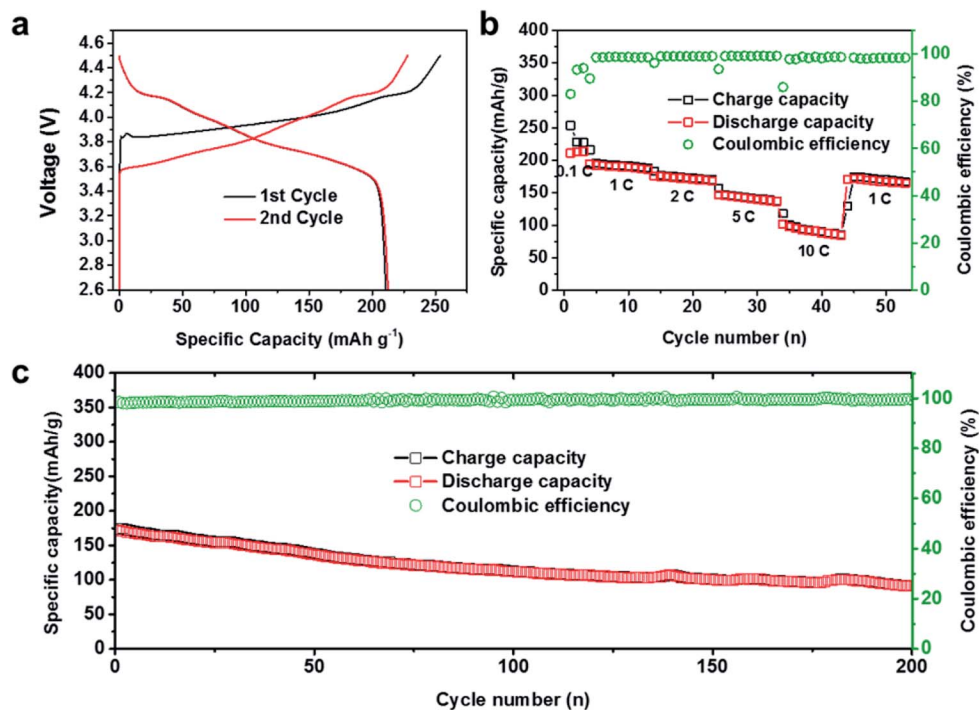 a
4.6
4.4
4.2
4.0
3.8
3.6
3.4
3.2
3.0
2.8
2.6
Voltage (V)
1st Cycle
2nd Cycle
0 50 100 150 200 250
Specific Capacity (mAh g⁻¹)
b
400
350
300
250
200
150
100
50
0
Specific capacity(mAh/g)
Charge capacity
Discharge capacity
Coulombic efficiency
0.1 C
1 C
2 C
5 C
10 C
1 C
100
80
60
40
20
0
Coulombic efficiency (%)
0 10 20 30 40 50
Cycle number (n)
c
400
350
300
250
200
150
100
50
0
Specific capacity(mAh/g)
Charge capacity
Discharge capacity
Coulombic efficiency
100
80
60
40
20
0
Coulombic efficiency (%)
0 50 100 150 200
Cycle number (n)